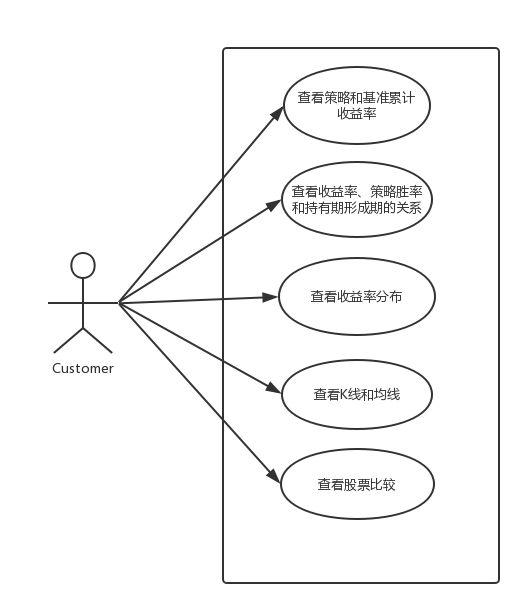 查看策略和基准累计
收益率
查看收益率、策略胜率
和持有期形成期的关系
查看收益率分布
Customer
查看K线和均线
查看股票比较